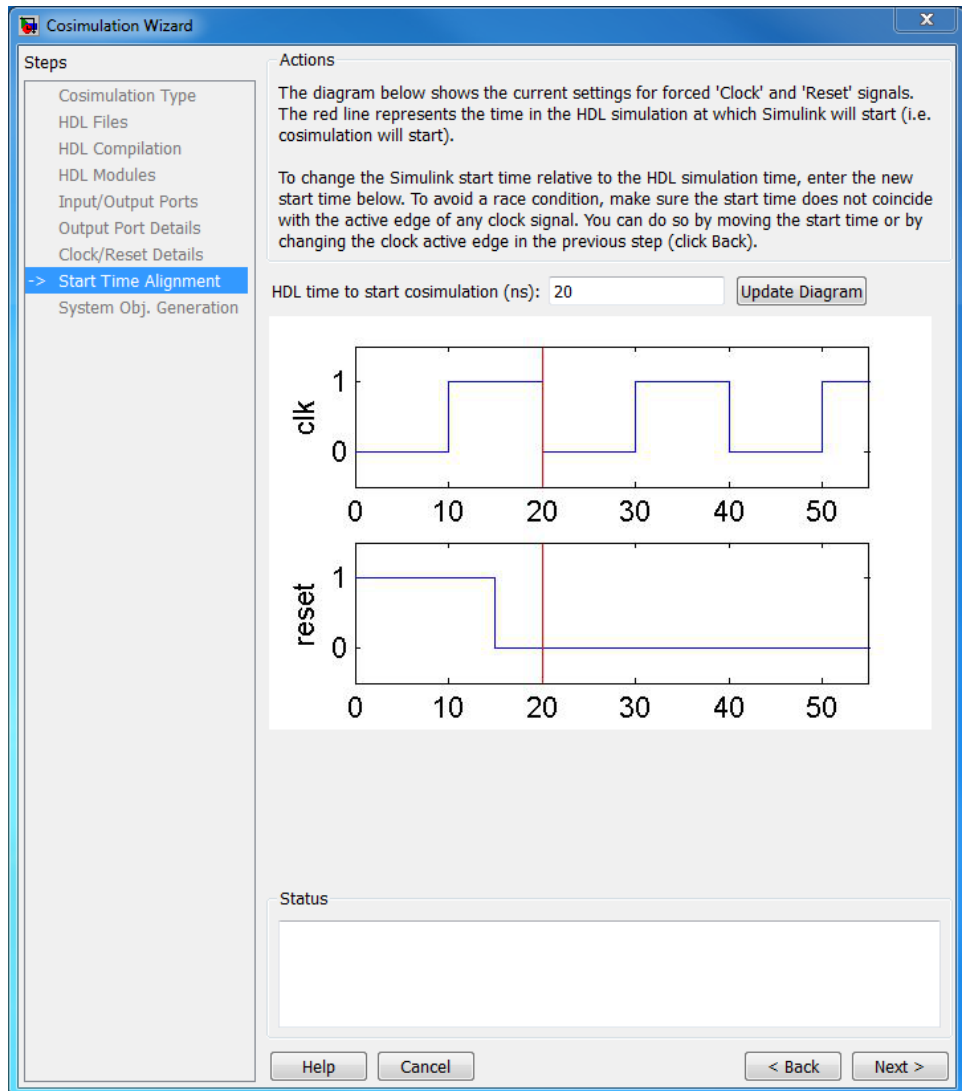 Cosimulation Wizard
X
Steps
Cosimulation Type
HDL Files
HDL Compilation
HDL Modules
Input/Output Ports
Output Port Details
Clock/Reset Details
-> Start Time Alignment
System Obj. Generation
Actions
The diagram below shows the current settings for forced 'Clock' and 'Reset' signals.
The red line represents the time in the HDL simulation at which Simulink will start (i.e.
cosimulation will start).
To change the Simulink start time relative to the HDL simulation time, enter the new
start time below. To avoid a race condition, make sure the start time does not coincide
with the active edge of any clock signal. You can do so by moving the start time or by
changing the clock active edge in the previous step (click Back).
HDL time to start cosimulation (ns): 20 Update Diagram
clk
1
0
0 10 20 30 40 50
reset
1
0
0 10 20 30 40 50
Status
Help Cancel < Back Next >